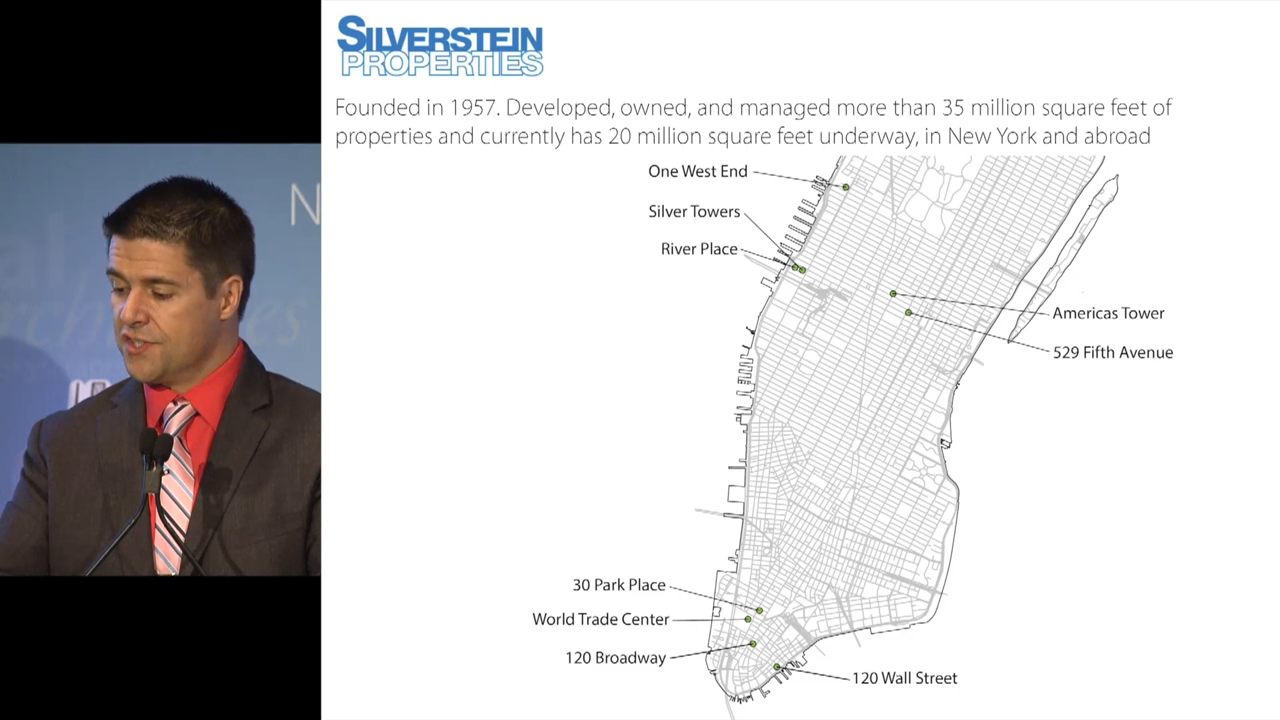 SILVERSTEIN
PROPERTIES
Founded in 1957. Developed, owned, and managed more than 35 million square feet of
properties and currently has 20 million square feet underway, in New York and abroad
One West End
Silver Towers
River Place
Americas Tower
529 Fifth Avenue
30 Park Place
World Trade Center
120 Broadway
120 Wall Street
N